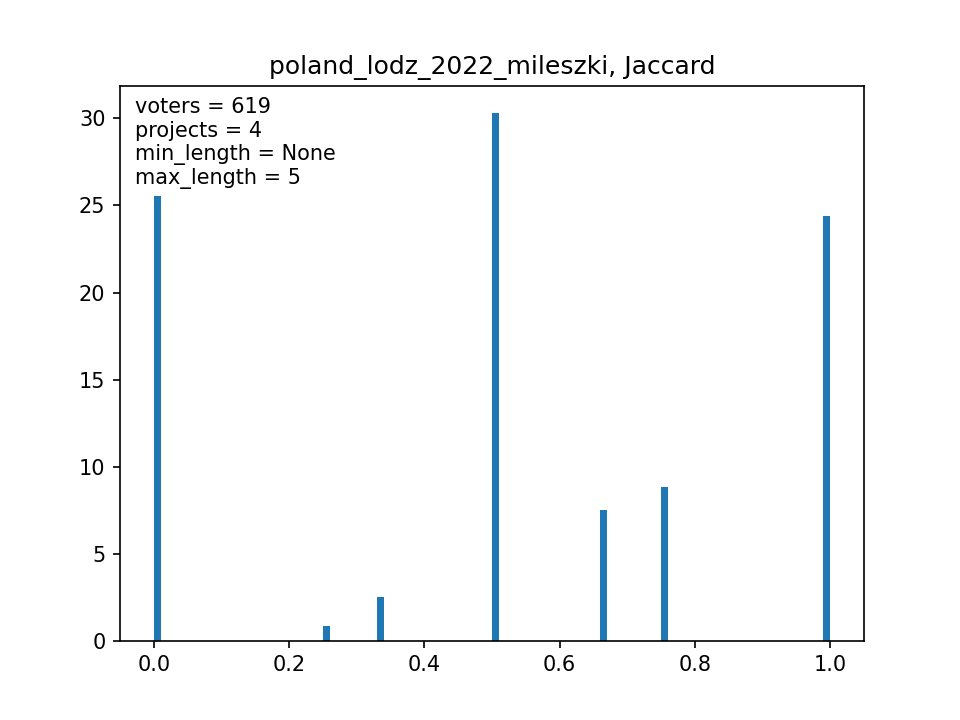 poland_lodz_2022_mileszki, Jaccard
voters = 619
projects = 4
min_length = None
max_length = 5
30
25
20
15
10
5
0
0.0 0.2 0.4 0.6 0.8 1.0